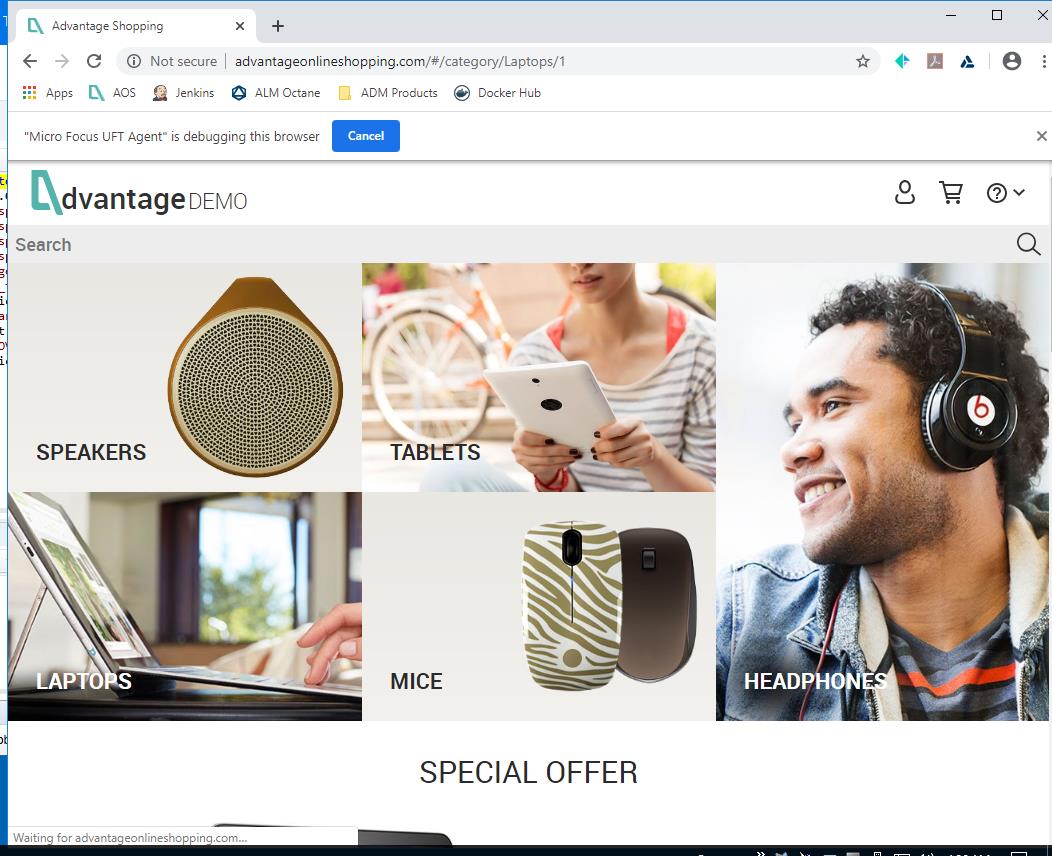 Advantage Shopping
Not secure
advantageonlineshopping.com/#/category/Laptops/1
Apps
AOS
Jenkins
ALM Octane
ADM Products
Docker Hub
"Micro Focus UFT Agent" is debugging this browser
Cancel
dvantage DEMO
Search
SPEAKERS
TABLETS
LAPTOPS
MICE
HEADPHONES
SPECIAL OFFER
Waiting for advantageonlineshopping.com...